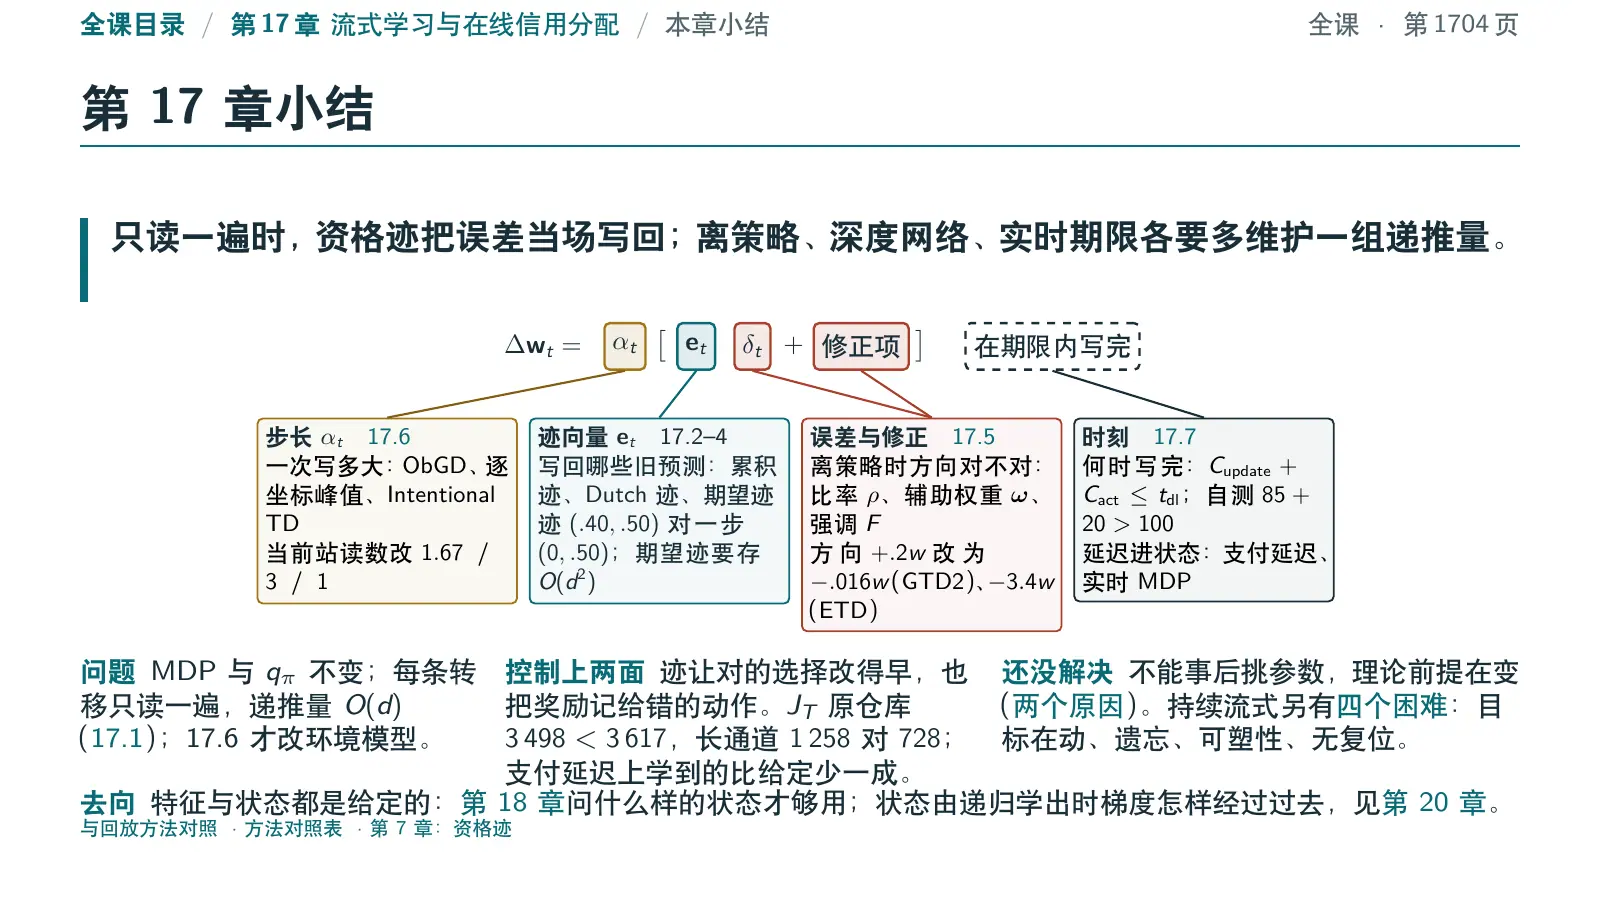 全课目录 / 第 17 章 流式学习与在线信用分配 / 本章小结
全课 · 第 1704 页
第 17 章小结
只读一遍时，资格迹把误差当场写回；离策略、深度网络、实时期限各要多维护一组递推量。
Δw_t = α_t [ e_t δ_t + 修正项 ] 在期限内写完
步长 α_t 17.6
一次写多大：ObGD、逐
坐标峰值、Intentional
TD
当前站读数改 1.67 /
3 / 1
迹向量 e_t 17.2–4
写回哪些旧预测：累积
迹、Dutch 迹、期望迹
迹 (.40, .50) 对一步
(0, .50)；期望迹要存
O(d²)
误差与修正 17.5
离策略时方向对不对：
比率 ρ、辅助权重 ω、
强调 F
方向 +.2w 改为
−.016w(GTD2)、−3.4w
(ETD)
时刻 17.7
何时写完：C_update +
C_act ≤ t_dl；自测 85 +
20 > 100
延迟进状态：支付延迟、
实时 MDP
问题 MDP 与 q_π 不变；每条转
移只读一遍，递推量 O(d)
(17.1)；17.6 才改环境模型。
控制上两面 迹让对的选择改得早，也
把奖励记给错的动作。J_T 原仓库
3 498 < 3 617，长通道 1 258 对 728；
支付延迟上学到的比给定少一成。
还没解决 不能事后挑参数，理论前提在变
(两个原因)。持续流式另有四个困难：目
标在动、遗忘、可塑性、无复位。
去向 特征与状态都是给定的：第 18 章问什么样的状态才够用；状态由递归学出时梯度怎样经过过去，见第 20 章。
与回放方法对照 · 方法对照表 · 第 7 章：资格迹